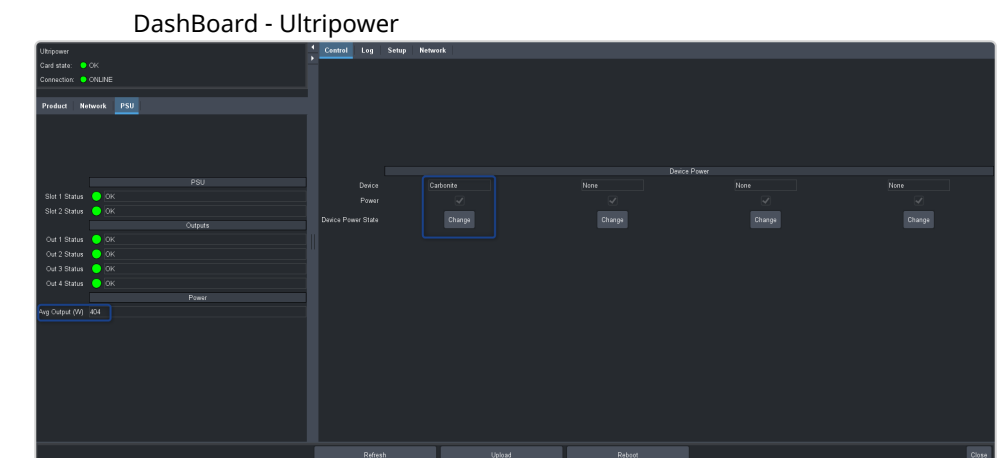 DashBoard - Ultripower
Ultripower
Card state: OK
Connection: ONLINE
Product Network PSU
PSU
Slot 1 Status OK
Slot 2 Status OK
Outputs
Out 1 Status OK
Out 2 Status OK
Out 3 Status OK
Out 4 Status OK
Power
Avg Output (W) 404
Control Log Setup Network
Device Power
Device Carbonite None None None
Power
Device Power State Change Change Change Change
Refresh Upload Reboot Close